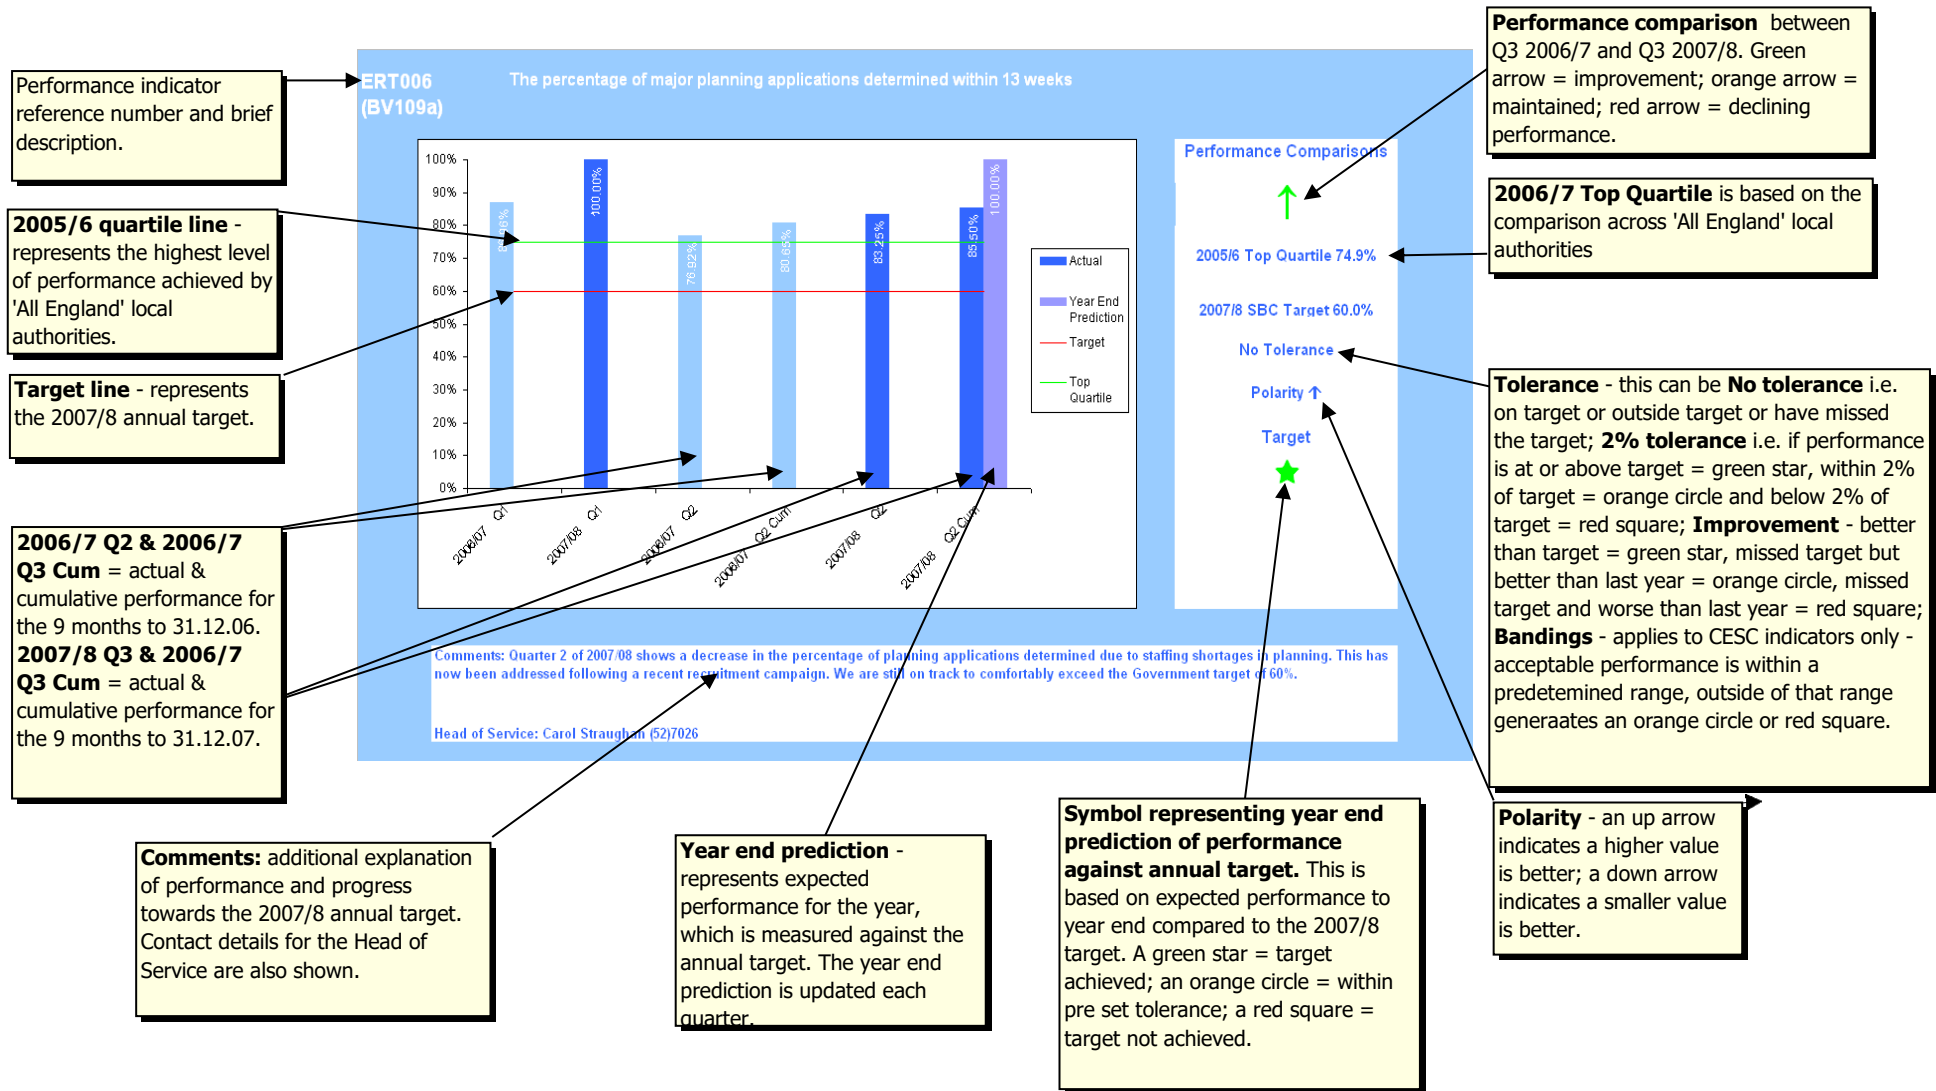 Performance indicator
reference number and brief
description.
2005/6 quartile line -
represents the highest level
of performance achieved by
'All England' local
authorities.
Target line - represents
the 2007/8 annual target.
2006/7 Q2 & 2006/7
Q3 Cum = actual &
cumulative performance for
the 9 months to 31.12.06.
2007/8 Q3 & 2006/7
Q3 Cum = actual &
cumulative performance for
the 9 months to 31.12.07.
ERT006
(BV109a)
The percentage of major planning applications determined within 13 weeks
100%
90%
80%
70%
60%
50%
40%
30%
20%
10%
0%
100.00%
76.92%
80.65%
83.25%
85.50%
100.00%
2006/07 Q1
2007/08 Q1
2006/07 Q2
2006/07 Q2 Cum
2007/08 Q2
2007/08 Q2 Cum
Actual
Year End
Prediction
Target
Top
Quartile
Performance Comparisons
↑
2005/6 Top Quartile 74.9%
2007/8 SBC Target 60.0%
No Tolerance
Polarity ↑
Target
Comments: Quarter 2 of 2007/08 shows a decrease in the percentage of planning applications determined due to staffing shortages in planning. This has
now been addressed following a recent recruitment campaign. We are still on track to comfortably exceed the Government target of 60%.
Head of Service: Carol Straughan (52)7026
Performance comparison between
Q3 2006/7 and Q3 2007/8. Green
arrow = improvement; orange arrow =
maintained; red arrow = declining
performance.
2006/7 Top Quartile is based on the
comparison across 'All England' local
authorities
Tolerance - this can be No tolerance i.e.
on target or outside target or have missed
the target; 2% tolerance i.e. if performance
is at or above target = green star, within 2%
of target = orange circle and below 2% of
target = red square; Improvement - better
than target = green star, missed target but
better than last year = orange circle, missed
target and worse than last year = red square;
Bandings - applies to CESC indicators only -
acceptable performance is within a
predetemined range, outside of that range
generaates an orange circle or red square.
Polarity - an up arrow
indicates a higher value
is better; a down arrow
indicates a smaller value
is better.
Comments: additional explanation
of performance and progress
towards the 2007/8 annual target.
Contact details for the Head of
Service are also shown.
Year end prediction -
represents expected
performance for the year,
which is measured against the
annual target. The year end
prediction is updated each
quarter.
Symbol representing year end
prediction of performance
against annual target. This is
based on expected performance to
year end compared to the 2007/8
target. A green star = target
achieved; an orange circle = within
pre set tolerance; a red square =
target not achieved.